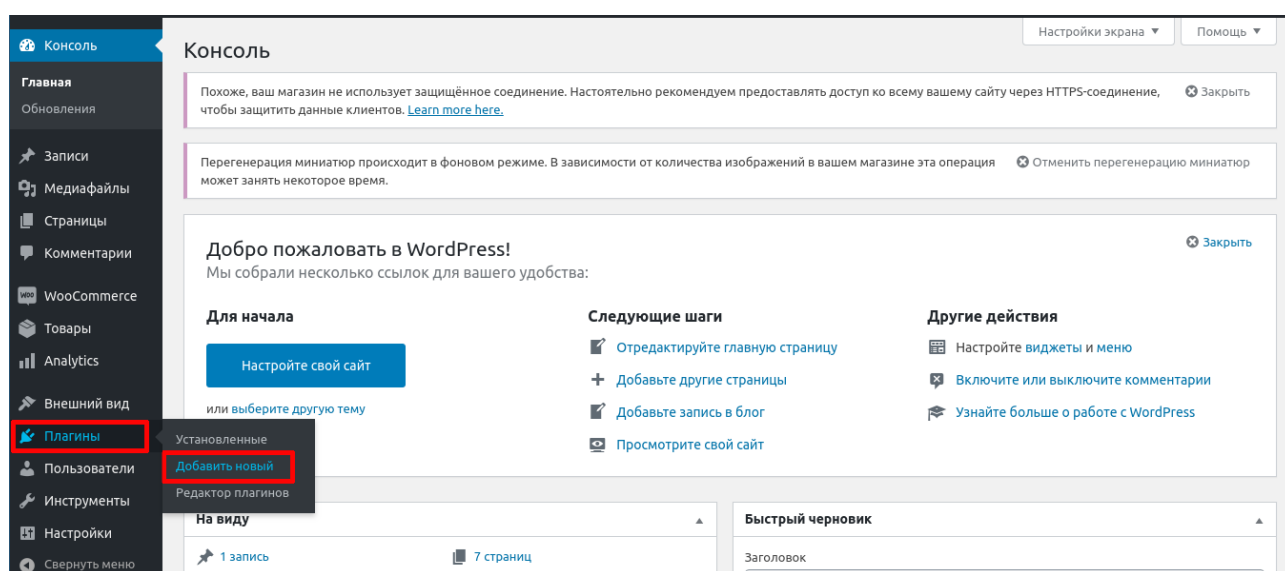 Настройки экрана ▼
Помощь ▼
Консоль
Главная
Обновления
Записи
Медиафайлы
Страницы
Комментарии
WooCommerce
Товары
Analytics
Внешний вид
Плагины
Установленные
Добавить новый
Редактор плагинов
Пользователи
Инструменты
Настройки
Свернуть меню
Консоль
Похоже, ваш магазин не использует защищённое соединение. Настоятельно рекомендуем предоставлять доступ ко всему вашему сайту через HTTPS-соединение,
чтобы защитить данные клиентов. Learn more here.
Закрыть
Перегенерация миниатюр происходит в фоновом режиме. В зависимости от количества изображений в вашем магазине эта операция
может занять некоторое время.
Отменить перегенерацию миниатюр
Добро пожаловать в WordPress!
Мы собрали несколько ссылок для вашего удобства:
Закрыть
Для начала
Настройте свой сайт
или выберите другую тему
Следующие шаги
Отредактируйте главную страницу
Добавьте другие страницы
Добавьте запись в блог
Просмотрите свой сайт
Другие действия
Настройте виджеты и меню
Включите или выключите комментарии
Узнайте больше о работе с WordPress
На виду
1 запись
7 страниц
Быстрый черновик
Заголовок